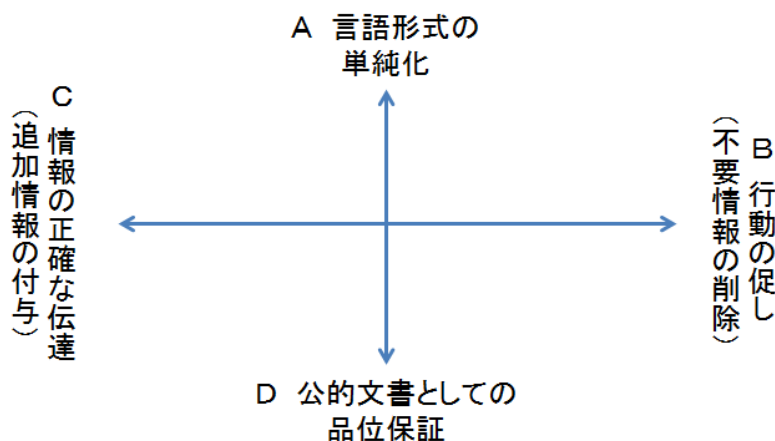 A 言語形式の
単純化
C 情報の正確な伝達
（追加情報の付与）
B 行動の促し
（不要情報の削除）
D 公的文書としての
品位保証